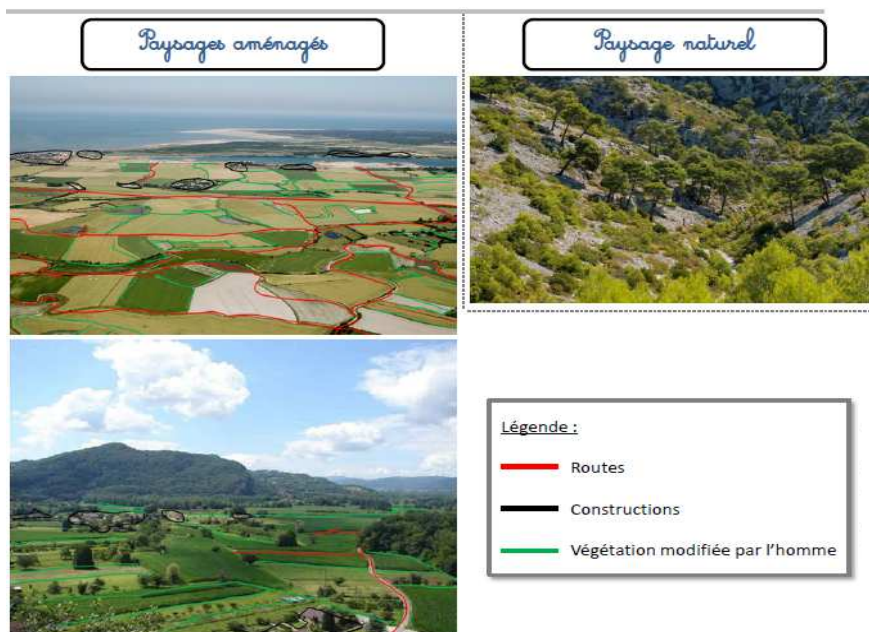 Paysages aménagés
Paysage naturel
Légende :
Routes
Constructions
Végétation modifiée par l'homme